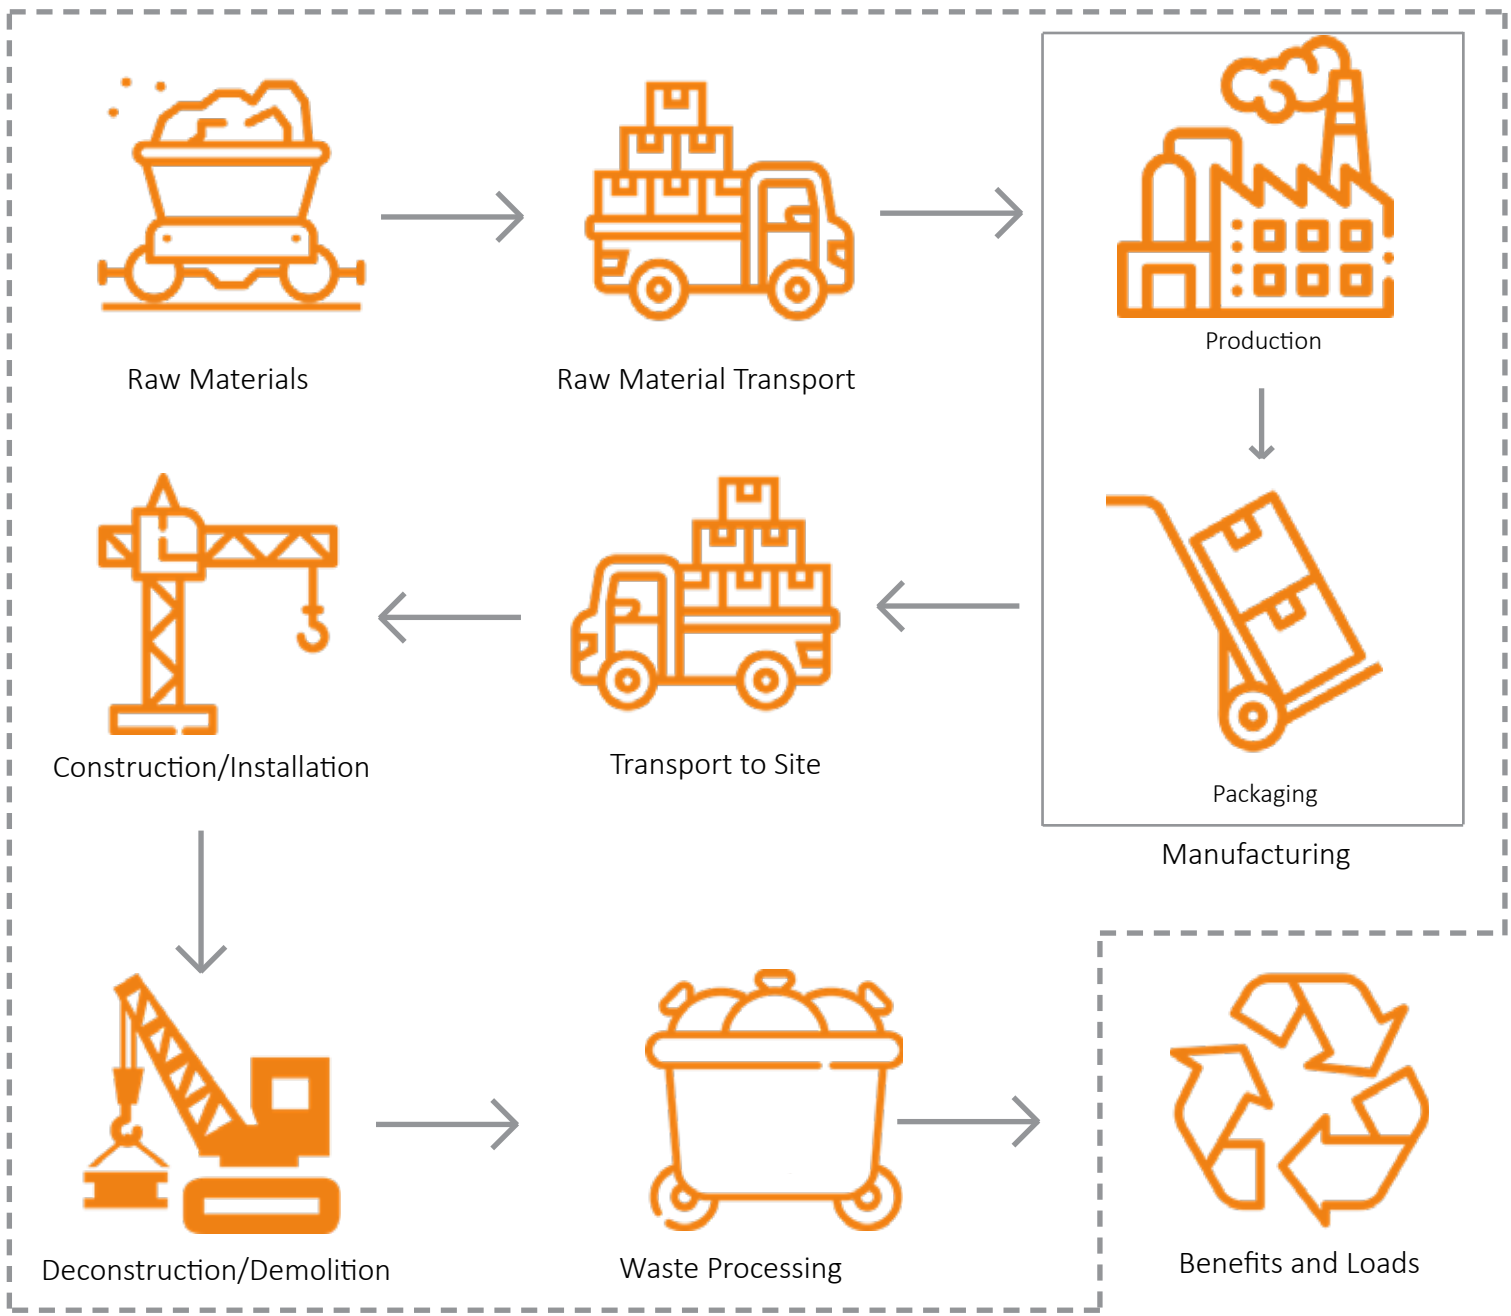 Raw Materials
Raw Material Transport
Production
Packaging
Manufacturing
Transport to Site
Construction/Installation
Deconstruction/Demolition
Waste Processing
Benefits and Loads